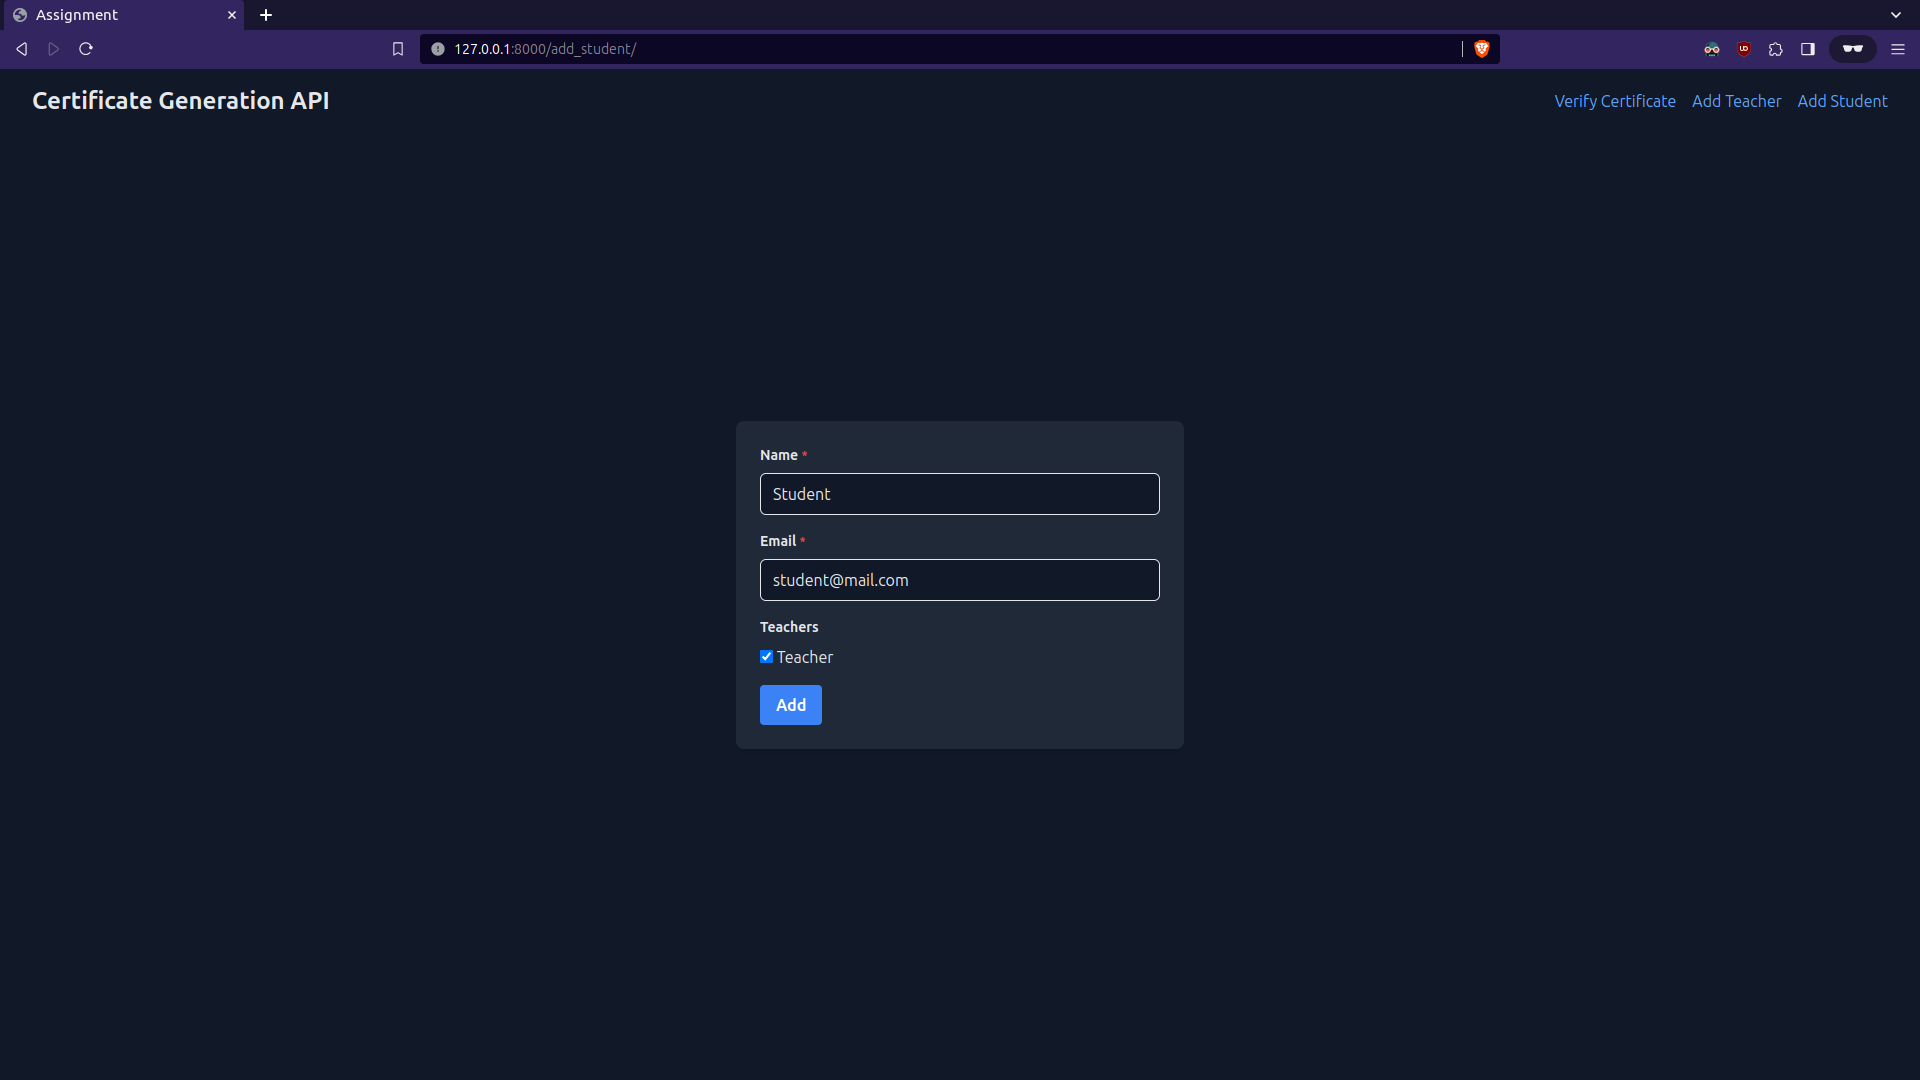 Assignment
127.0.0.1:8000/add_student/
Certificate Generation API
Verify Certificate Add Teacher Add Student
Name *
Student
Email *
student@mail.com
Teachers
Teacher
Add